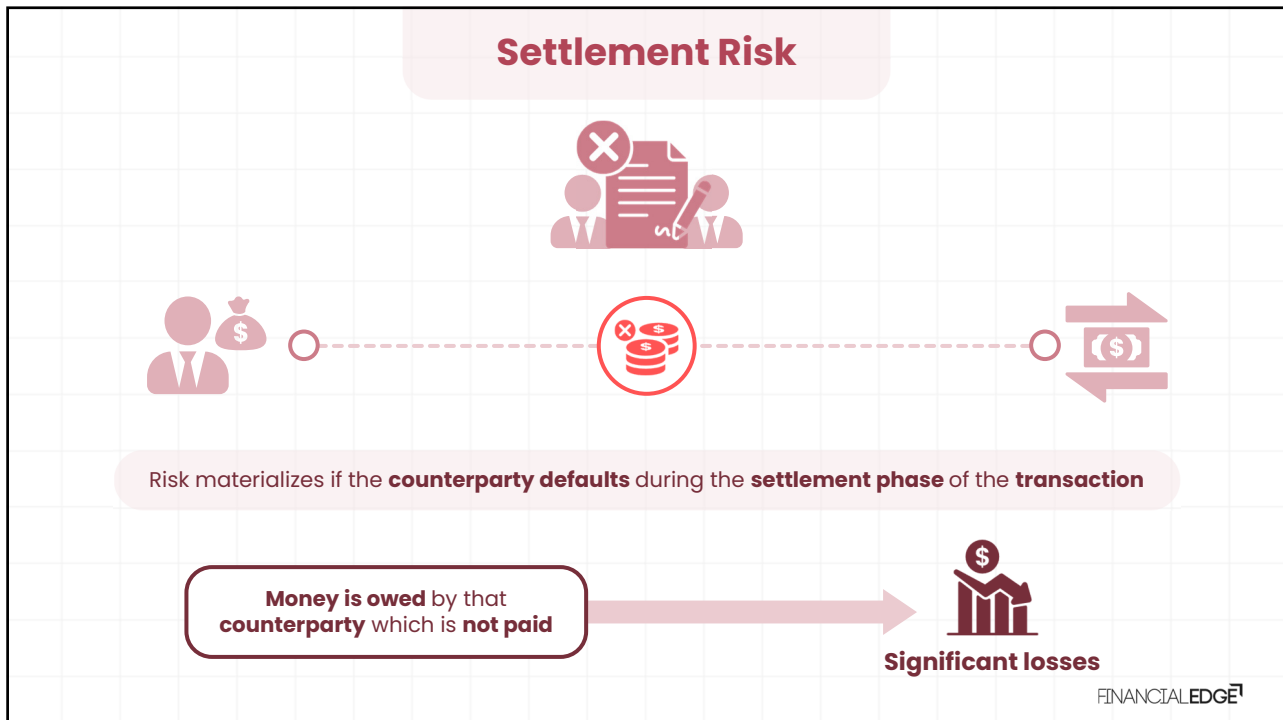 Settlement Risk
Risk materializes if the counterparty defaults during the settlement phase of the transaction
Money is owed by that
counterparty which is not paid
Significant losses
FINANCIALEDGE